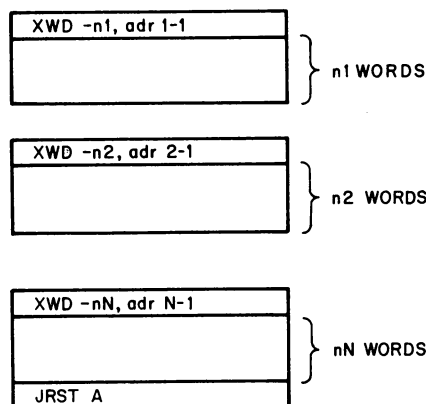 XWD -n1, adr 1-1
n1 WORDS
XWD -n2, adr 2-1
n2 WORDS
XWD -nN, adr N-1
nN WORDS
JRST A